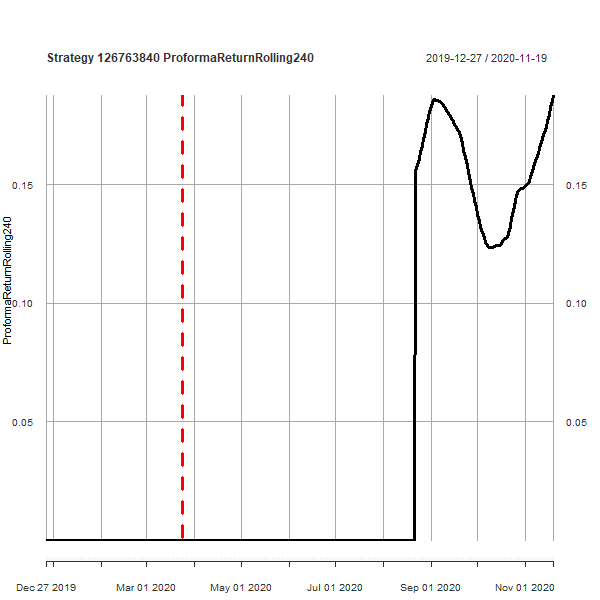 Strategy 126763840 ProformaReturnRolling240
2019-12-27 / 2020-11-19
ProformaReturnRolling240
0.15
0.15
0.10
0.10
0.05
0.05
Dec 27 2019
Mar 01 2020
May 01 2020
Jul 01 2020
Sep 01 2020
Nov 01 2020